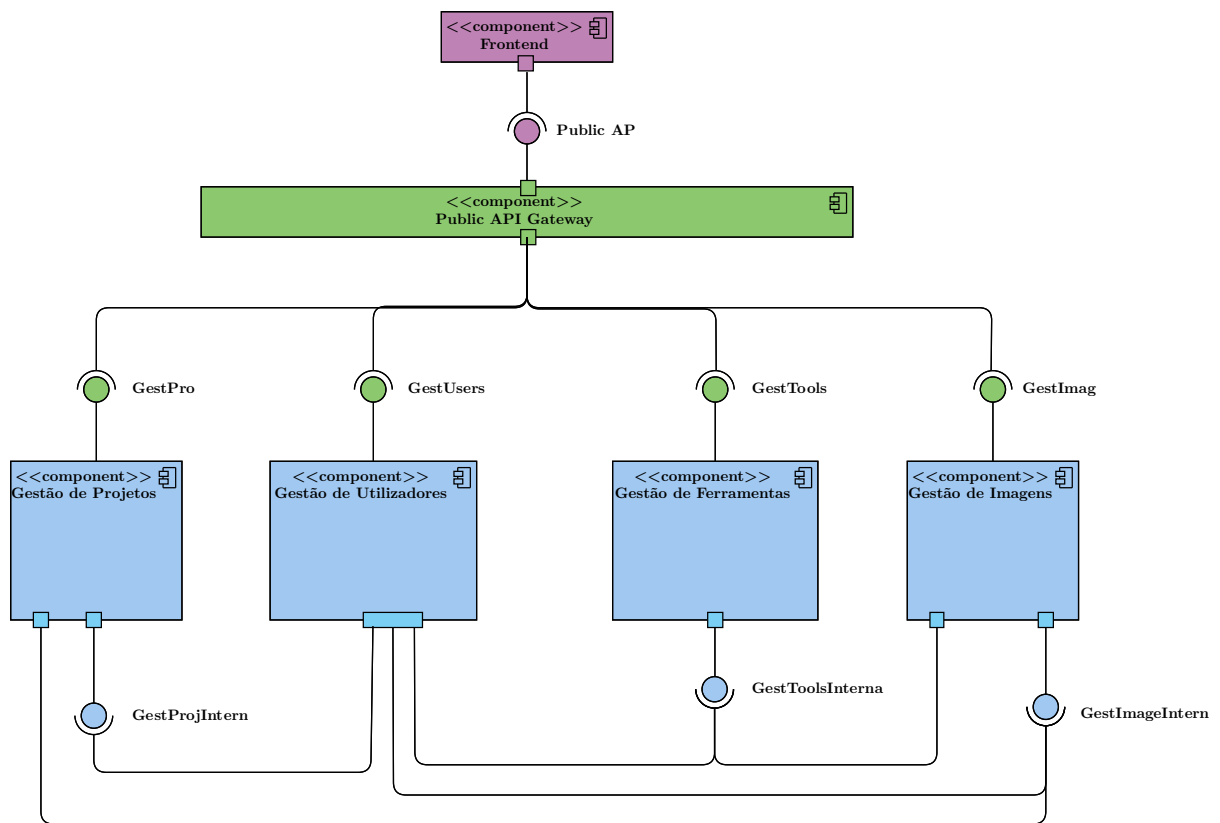 <<component>>
Frontend
Public AP
<<component>>
Public API Gateway
GestPro
GestUsers
GestTools
GestImag
<<component>>
Gestão de Projetos
<<component>>
Gestão de Utilizadores
<<component>>
Gestão de Ferramentas
<<component>>
Gestão de Imagens
GestToolsInterna
GestProjIntern
GestImageIntern